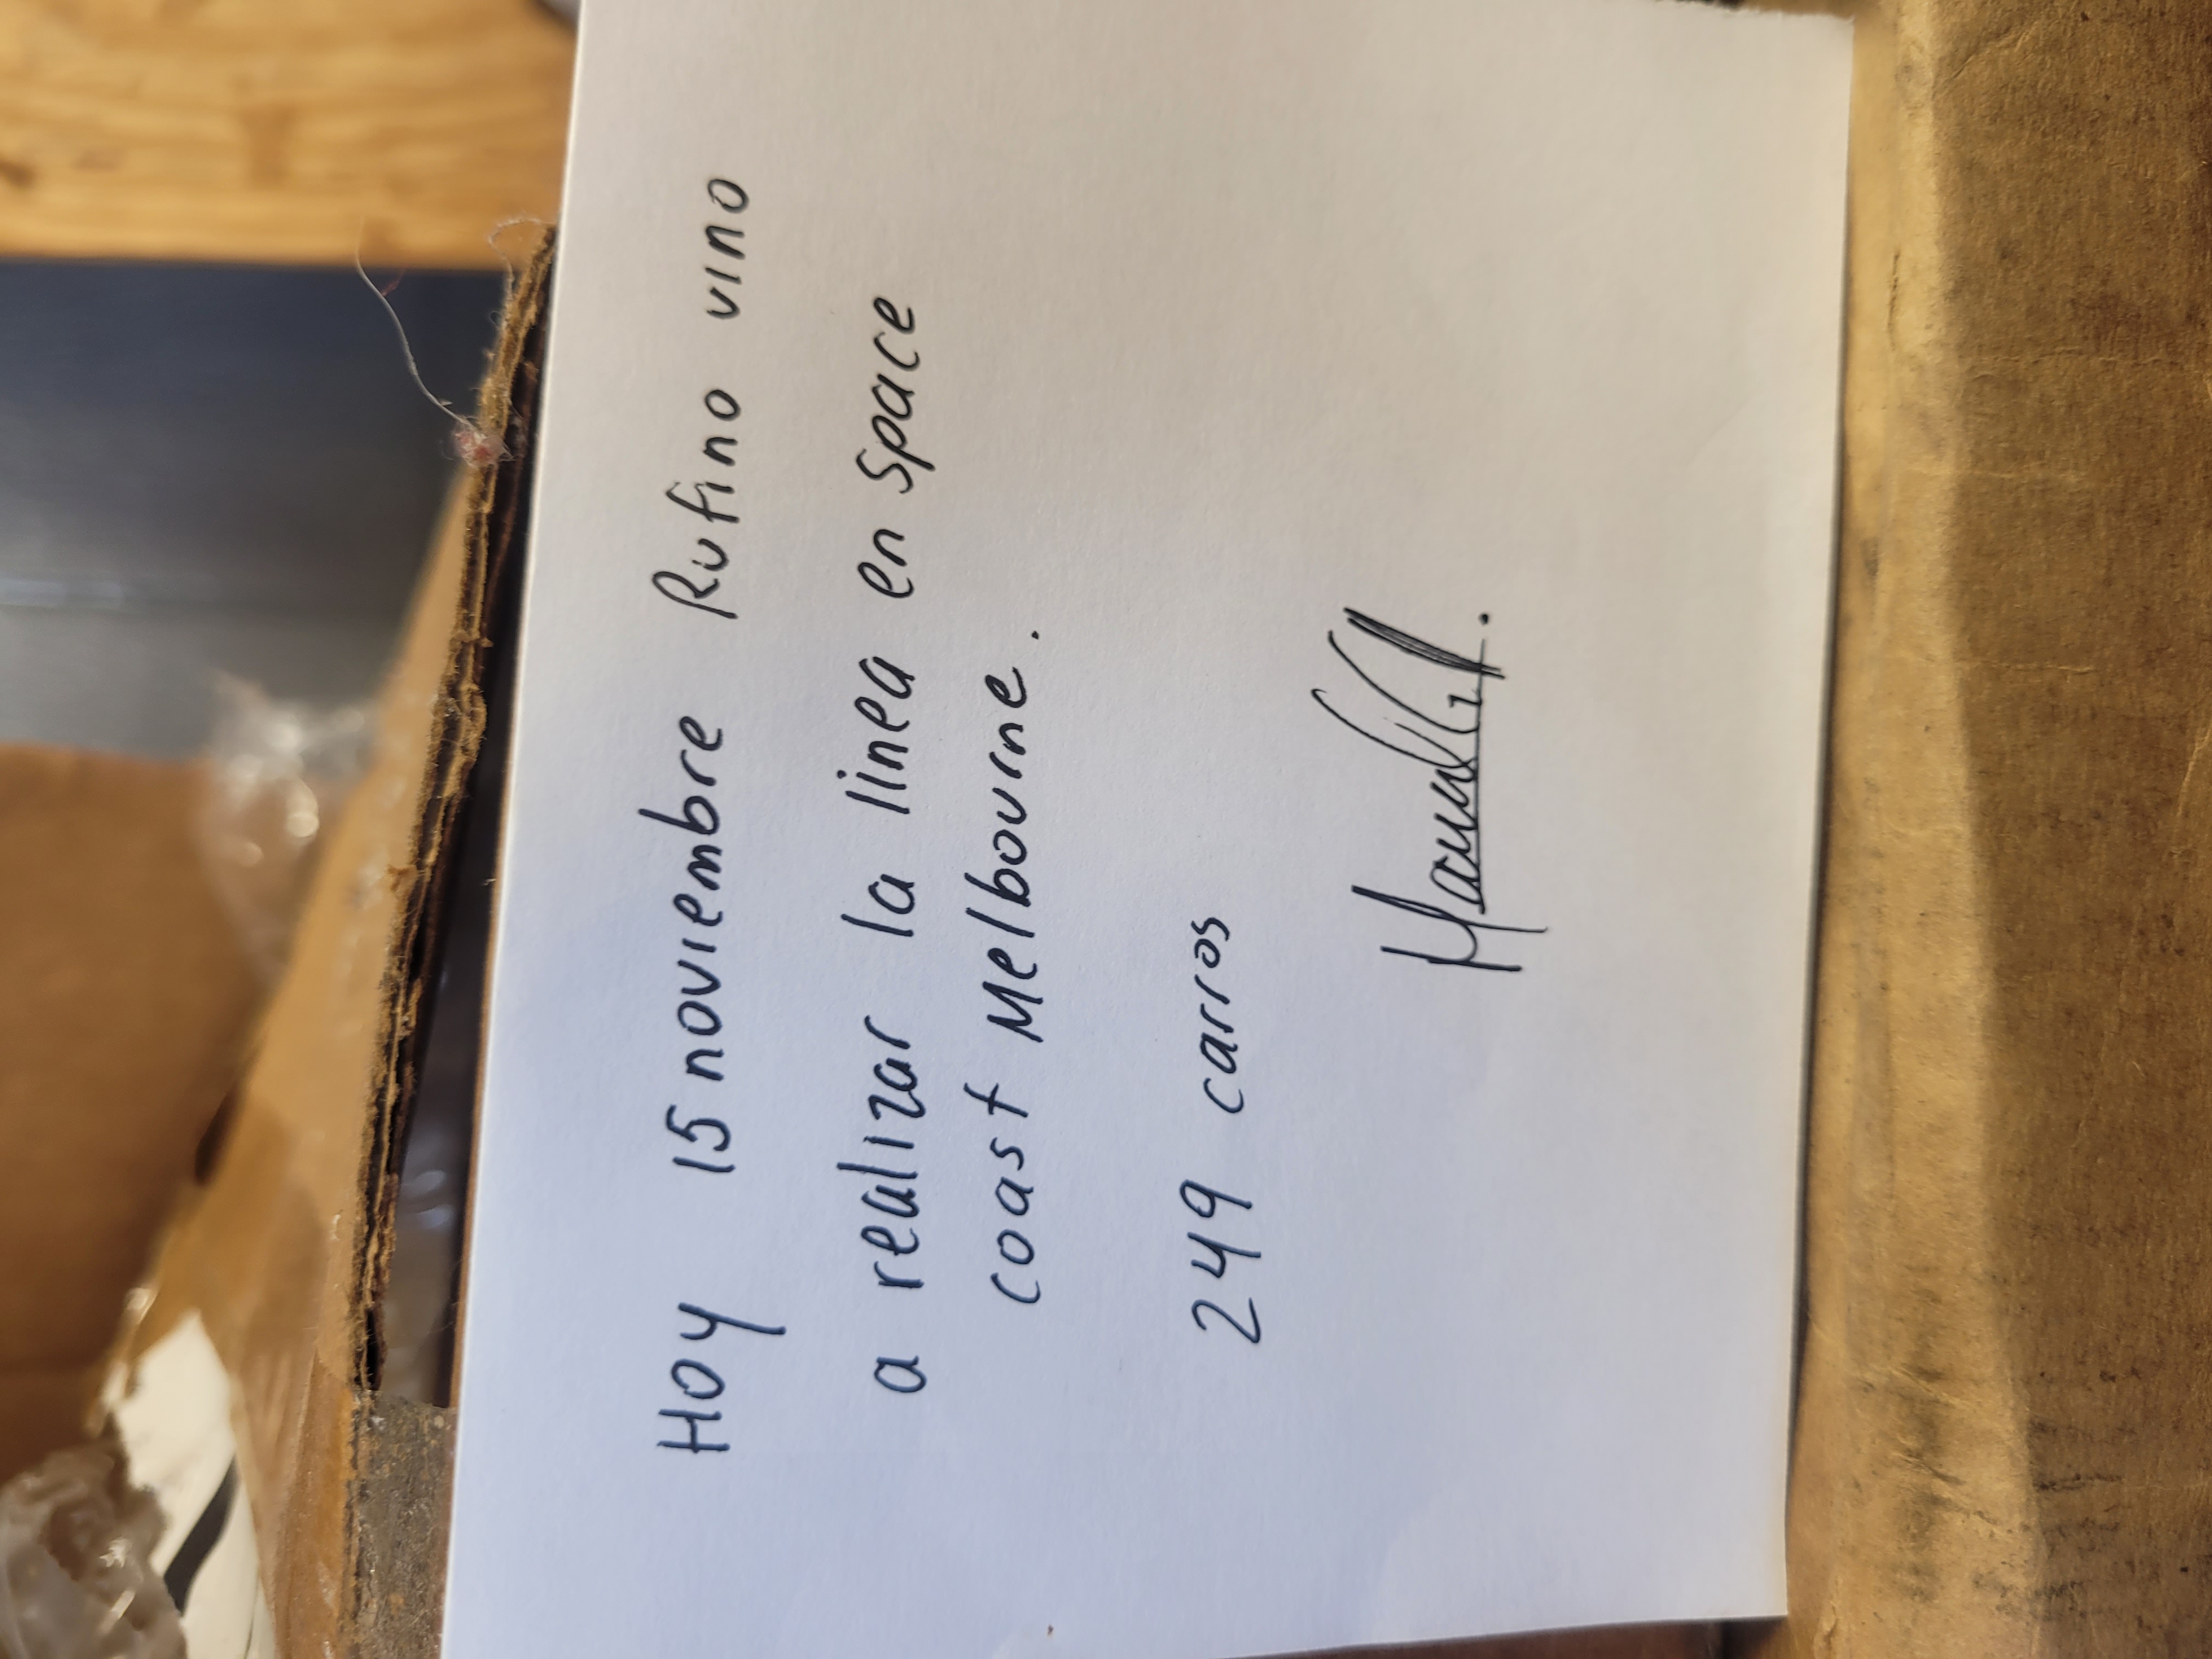 Hoy 15 noviembre Rufino vino
a realizar la linea en space
coast Melbourne.
249 carros